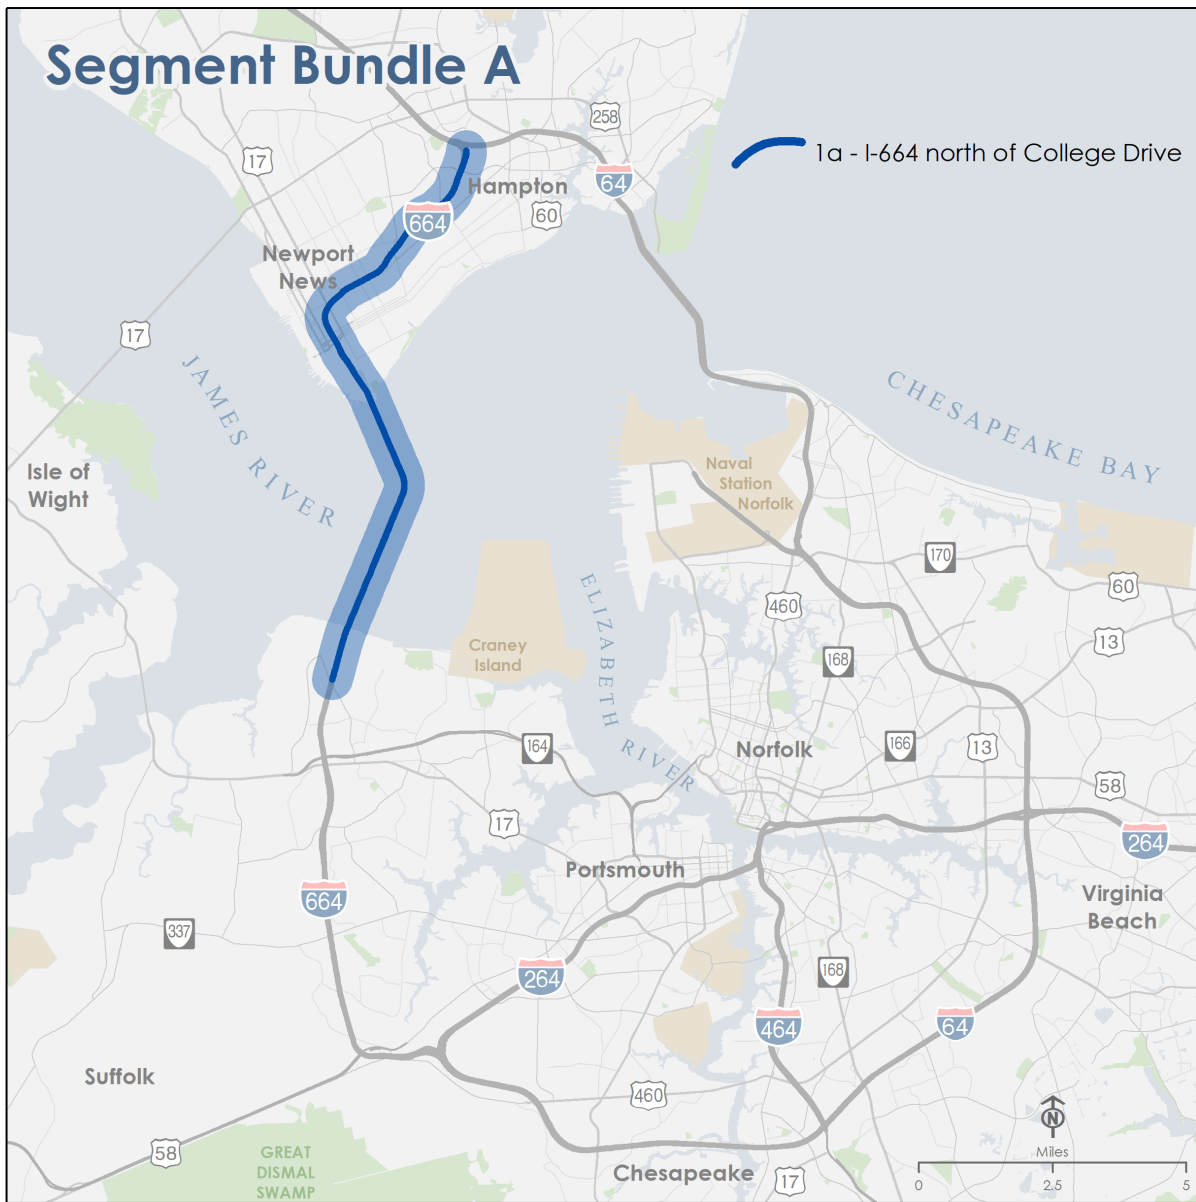 Segment Bundle A
1a - I-664 north of College Drive
258
17
64
Hampton
60
664
Newport
News
17
JAMES RIVER
CHESAPEAKE BAY
Isle of
Wight
Naval
Station
Norfolk
170
60
460
ELIZABETH RIVER
13
Craney
Island
168
164
Norfolk
166
13
58
17
264
Portsmouth
Virginia
Beach
664
337
264
168
464
64
Suffolk
460
N
58
GREAT
DISMAL
SWAMP
Miles
Chesapeake
17
0 2.5 5